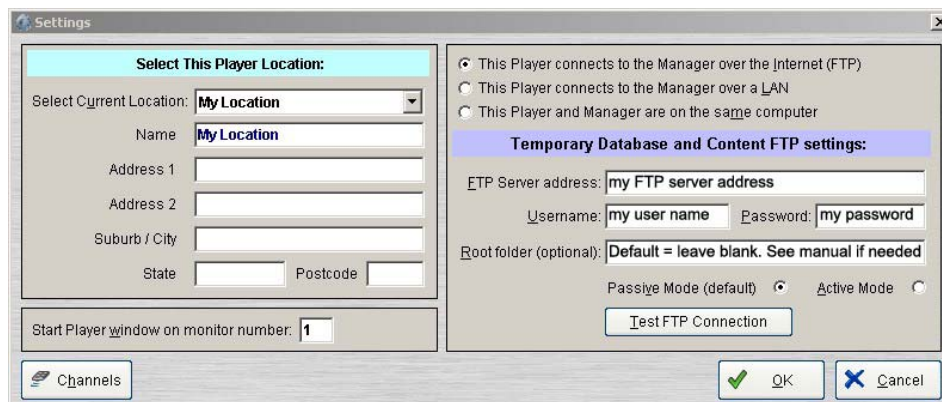 Settings
Select This Player Location:
Select Current Location: My Location
Name My Location
Address 1
Address 2
Suburb / City
State Postcode
Start Player window on monitor number: 1
Channels
This Player connects to the Manager over the Internet (FTP)
This Player connects to the Manager over a LAN
This Player and Manager are on the same computer
Temporary Database and Content FTP settings:
FTP Server address: my FTP server address
Username: my user name Password: my password
Root folder (optional): Default = leave blank. See manual if needed
Passive Mode (default) Active Mode
Test FTP Connection
OK Cancel